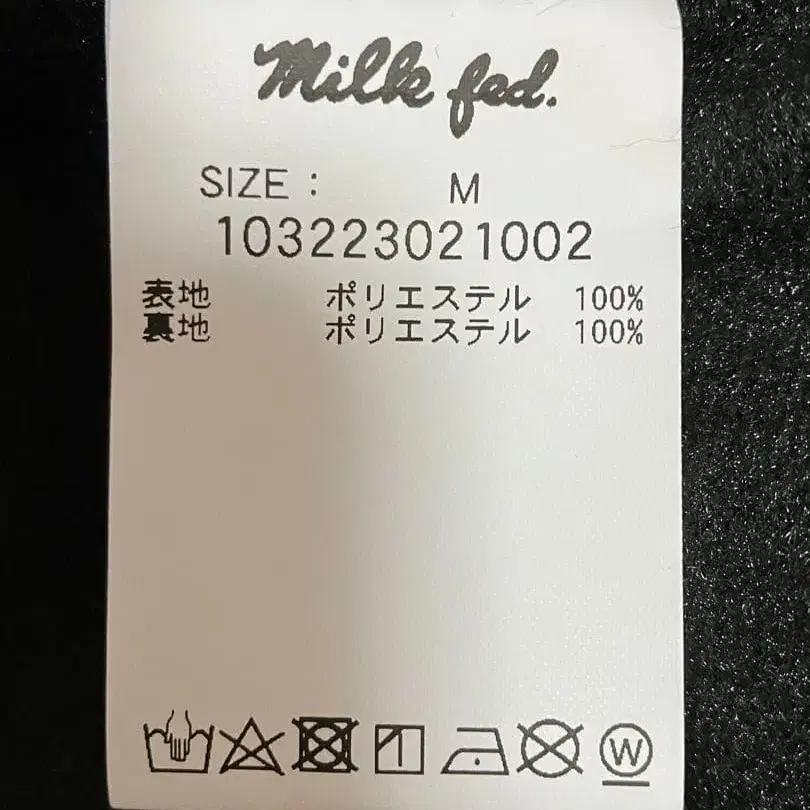 Milk fed.
SIZE : M
103223021002
表地 ポリエステル 100%
裏地 ポリエステル 100%
W